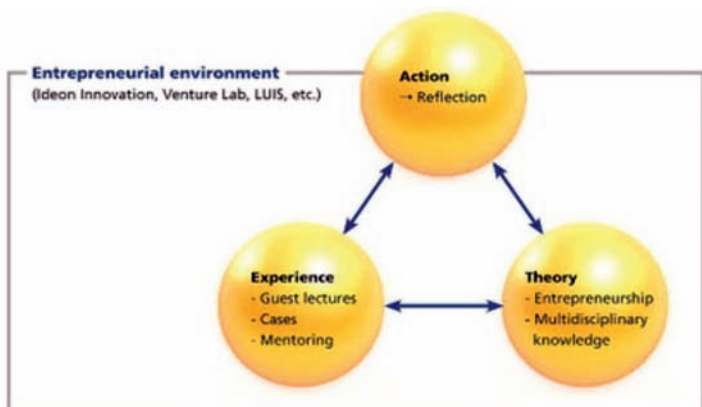 Entrepreneurial environment
(Ideon Innovation, Venture Lab, LUIS, etc.)
Action
→ Reflection
Experience
- Guest lectures
- Cases
- Mentoring
Theory
- Entrepreneurship
- Multidisciplinary
knowledge